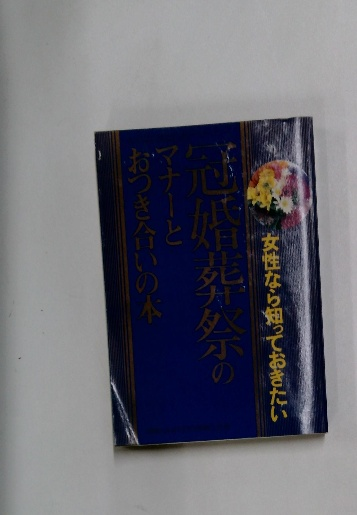 女性なら知っておきたい
冠婚葬祭の
マナーと
おつき合いの本